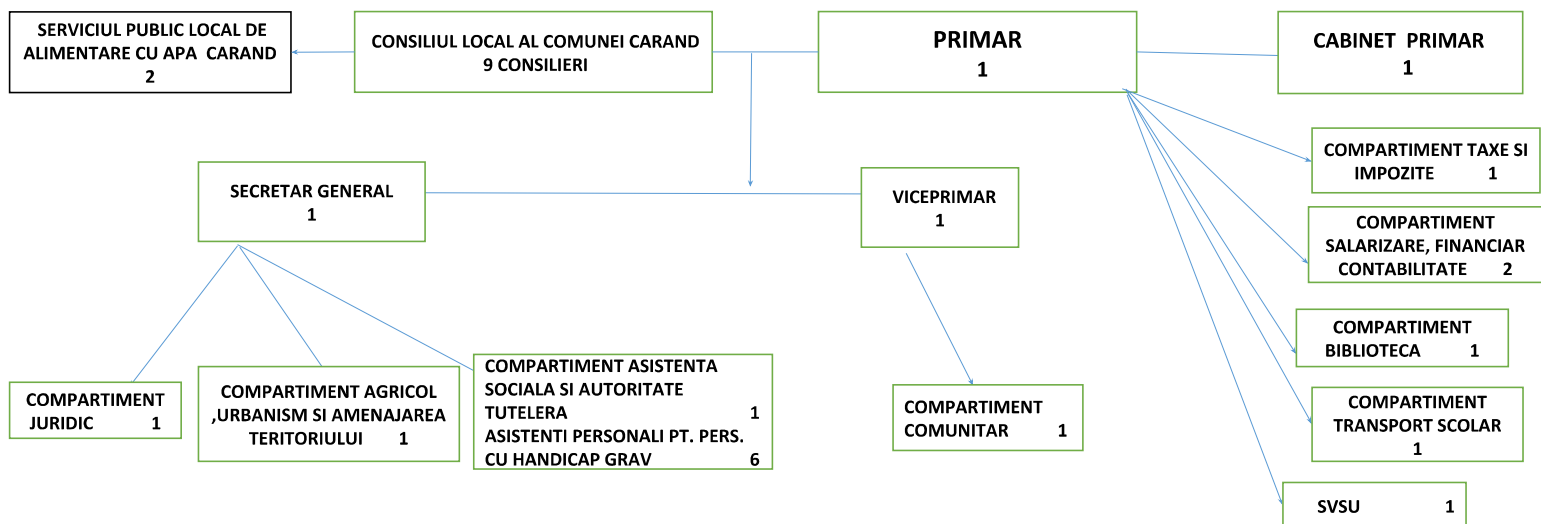 SERVICIUL PUBLIC LOCAL DE
ALIMENTARE CU APA CARAND
2
CONSILIUL LOCAL AL COMUNEI CARAND
9 CONSILIERI
PRIMAR
1
CABINET PRIMAR
1
COMPARTIMENT TAXE SI
IMPOZITE 1
SECRETAR GENERAL
1
VICEPRIMAR
1
COMPARTIMENT
SALARIZARE, FINANCIAR
CONTABILITATE 2
COMPARTIMENT
BIBLIOTECA 1
COMPARTIMENT
JURIDIC 1
COMPARTIMENT AGRICOL
,URBANISM SI AMENAJAREA
TERITORIULUI 1
COMPARTIMENT ASISTENTA
SOCIALA SI AUTORITATE
TUTELERA 1
ASISTENTI PERSONALI PT. PERS.
CU HANDICAP GRAV 6
COMPARTIMENT
COMUNITAR 1
COMPARTIMENT
TRANSPORT SCOLAR
1
SVSU 1